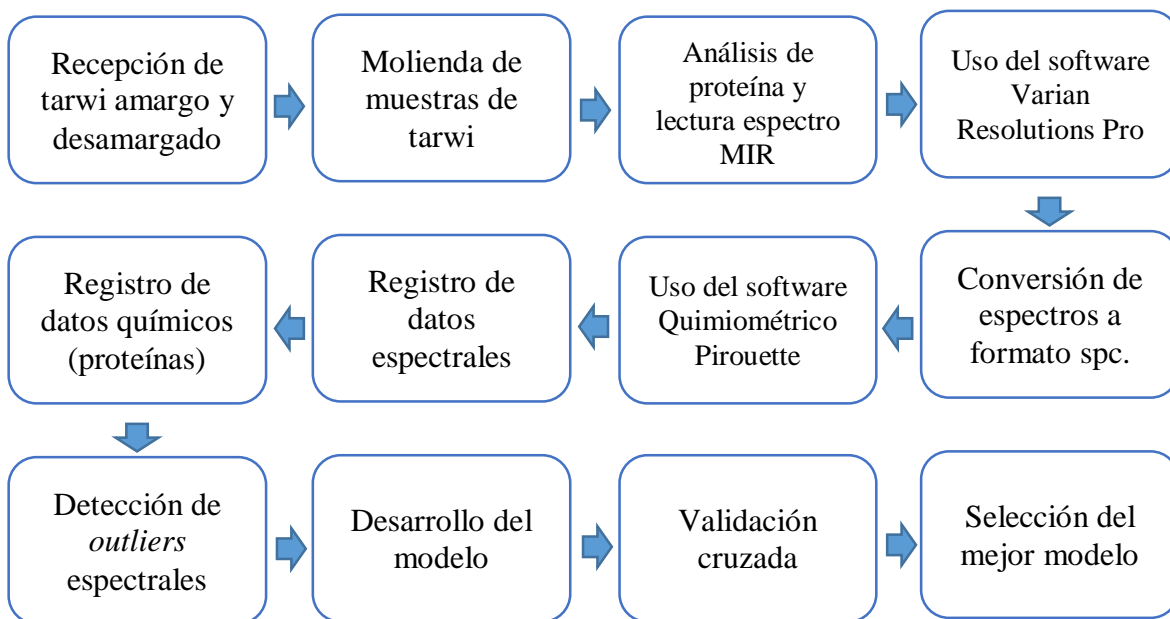 Recepción de
tarwi amargo y
desamargado
Molienda de
muestras de
tarwi
Análisis de
proteína y
lectura espectro
MIR
Uso del software
Varian
Resolutions Pro
Conversión de
espectros a
formato spc.
Uso del software
Quimiométrico
Pirouette
Registro de
datos
espectrales
Registro de
datos químicos
(proteínas)
Detección de
outliers
espectrales
Desarrollo del
modelo
Validación
cruzada
Selección del
mejor modelo